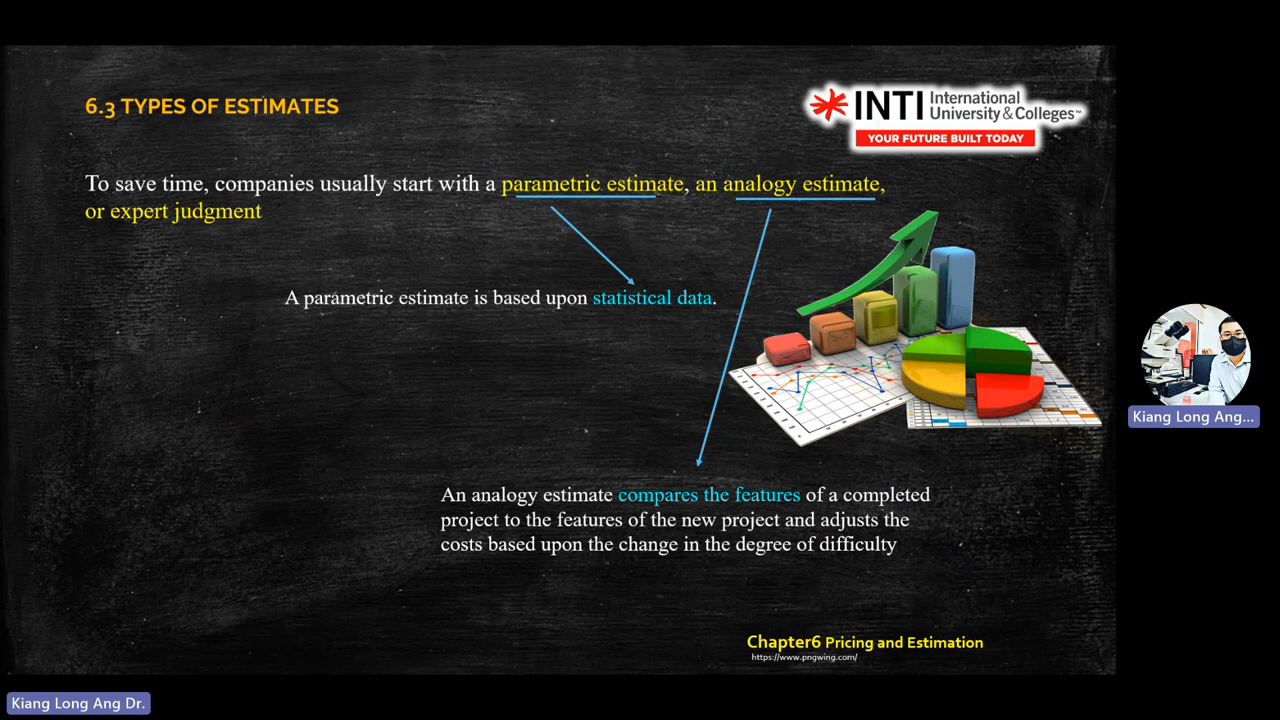 6.3 TYPES OF ESTIMATES
INTI International
University & Colleges™
YOUR FUTURE BUILT TODAY
To save time, companies usually start with a parametric estimate, an analogy estimate,
or expert judgment
A parametric estimate is based upon statistical data.
An analogy estimate compares the features of a completed
project to the features of the new project and adjusts the
costs based upon the change in the degree of difficulty
Chapter6 Pricing and Estimation
https://www.pngwing.com/
Kiang Long Ang...
Kiang Long Ang Dr.